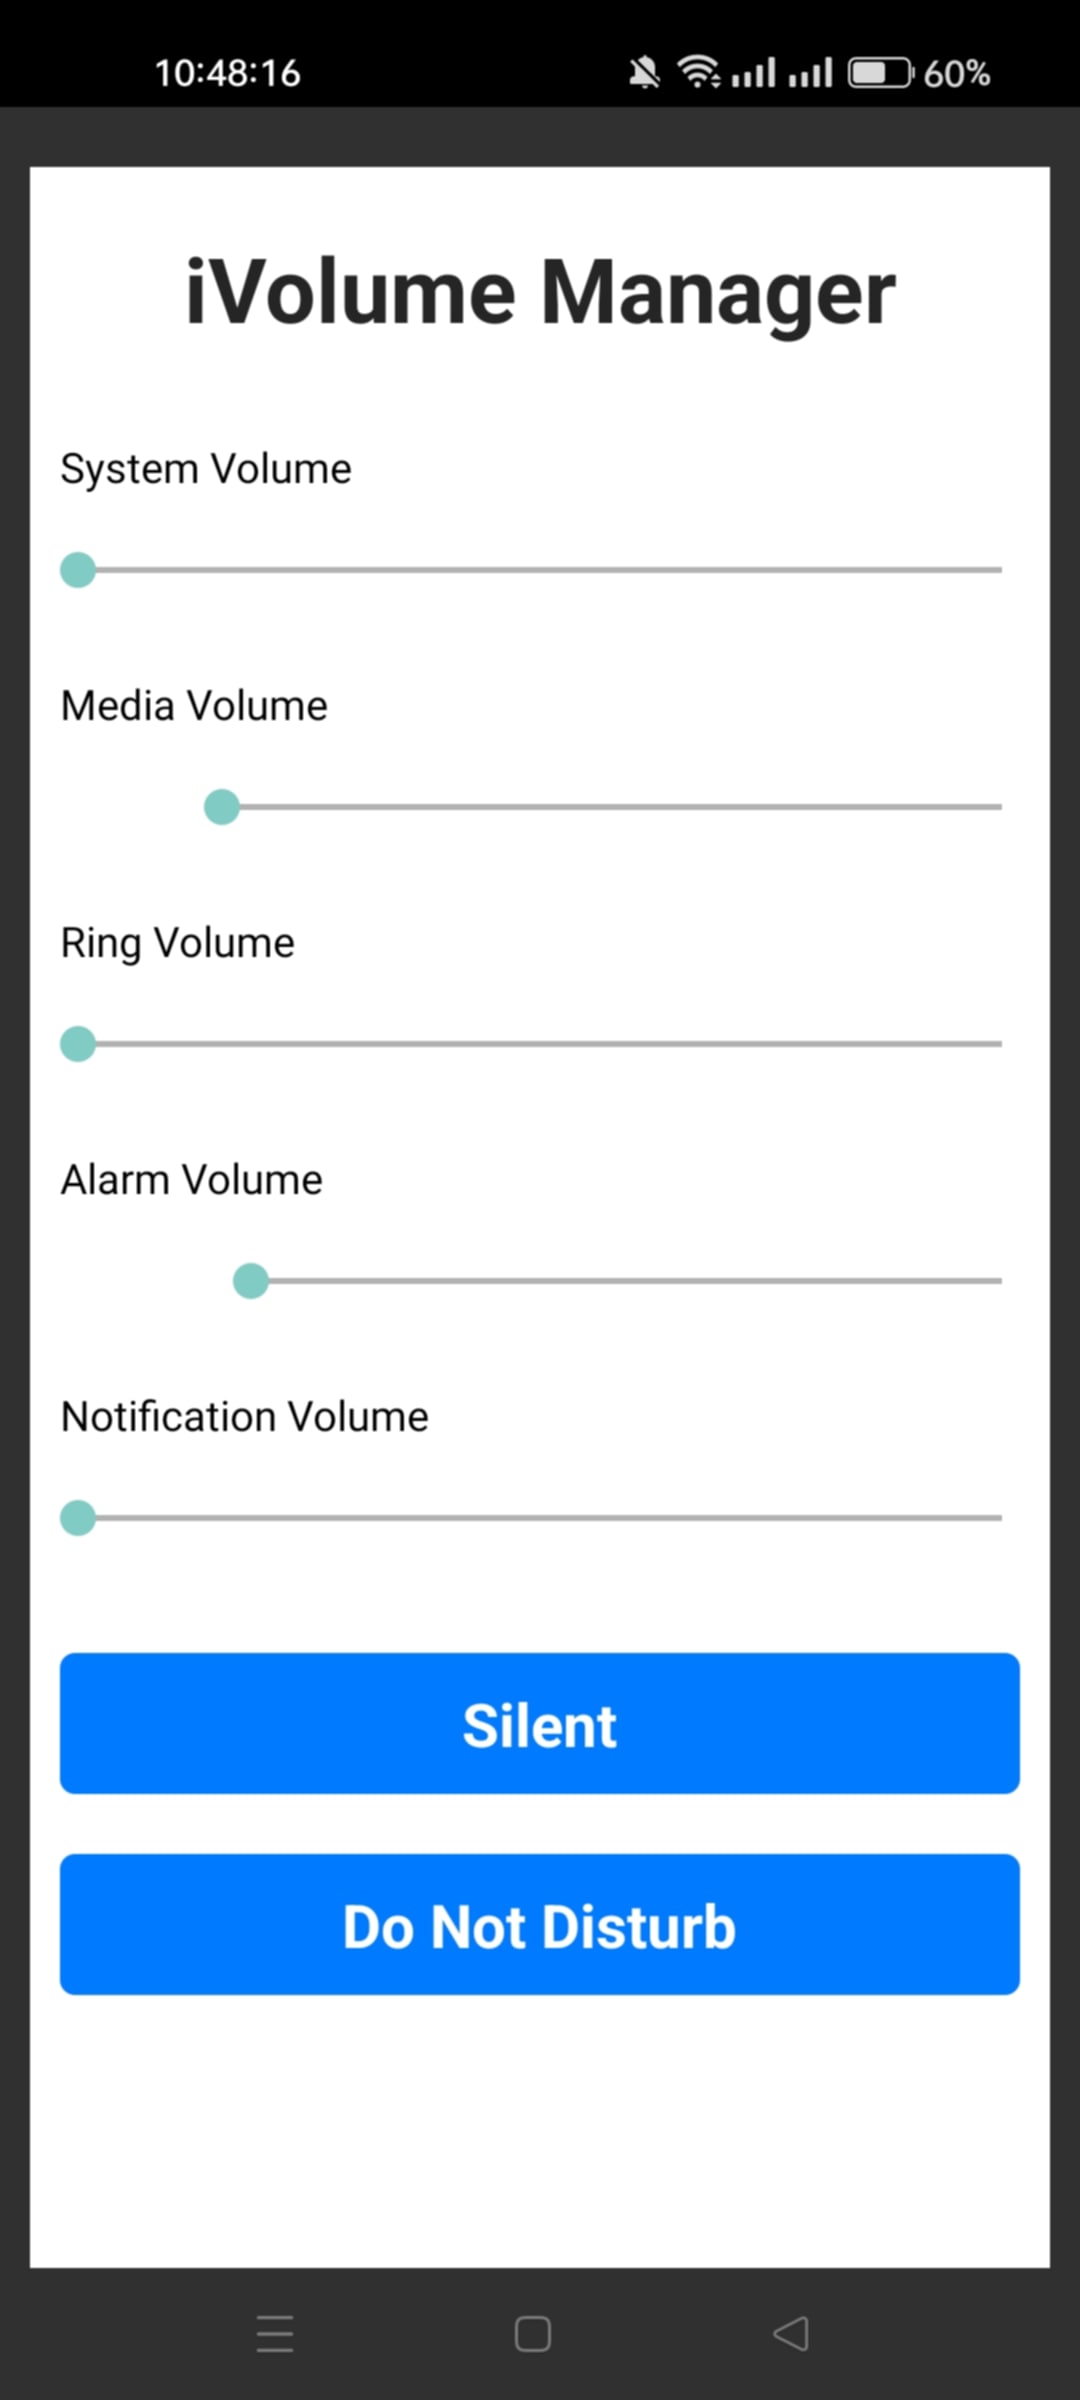 10:48:16 60%
iVolume Manager
System Volume
Media Volume
Ring Volume
Alarm Volume
Notification Volume
Silent
Do Not Disturb